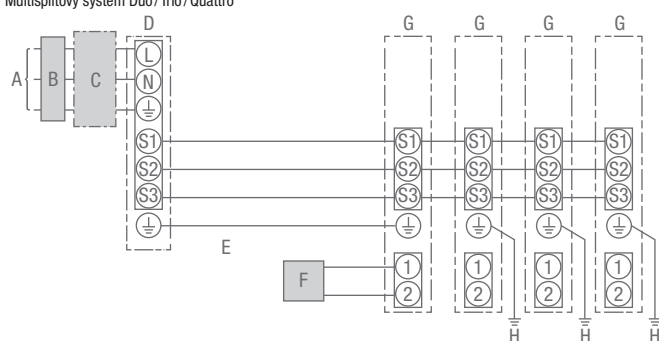 Multisplitový systém Duo / Trio / Quattro
D G G G G
A B C L
N
S1 S1 S1 S1 S1
S2 S2 S2 S2 S2
S3 S3 S3 S3 S3
E
F 1 1 1 1
2 2 2 2
H H H